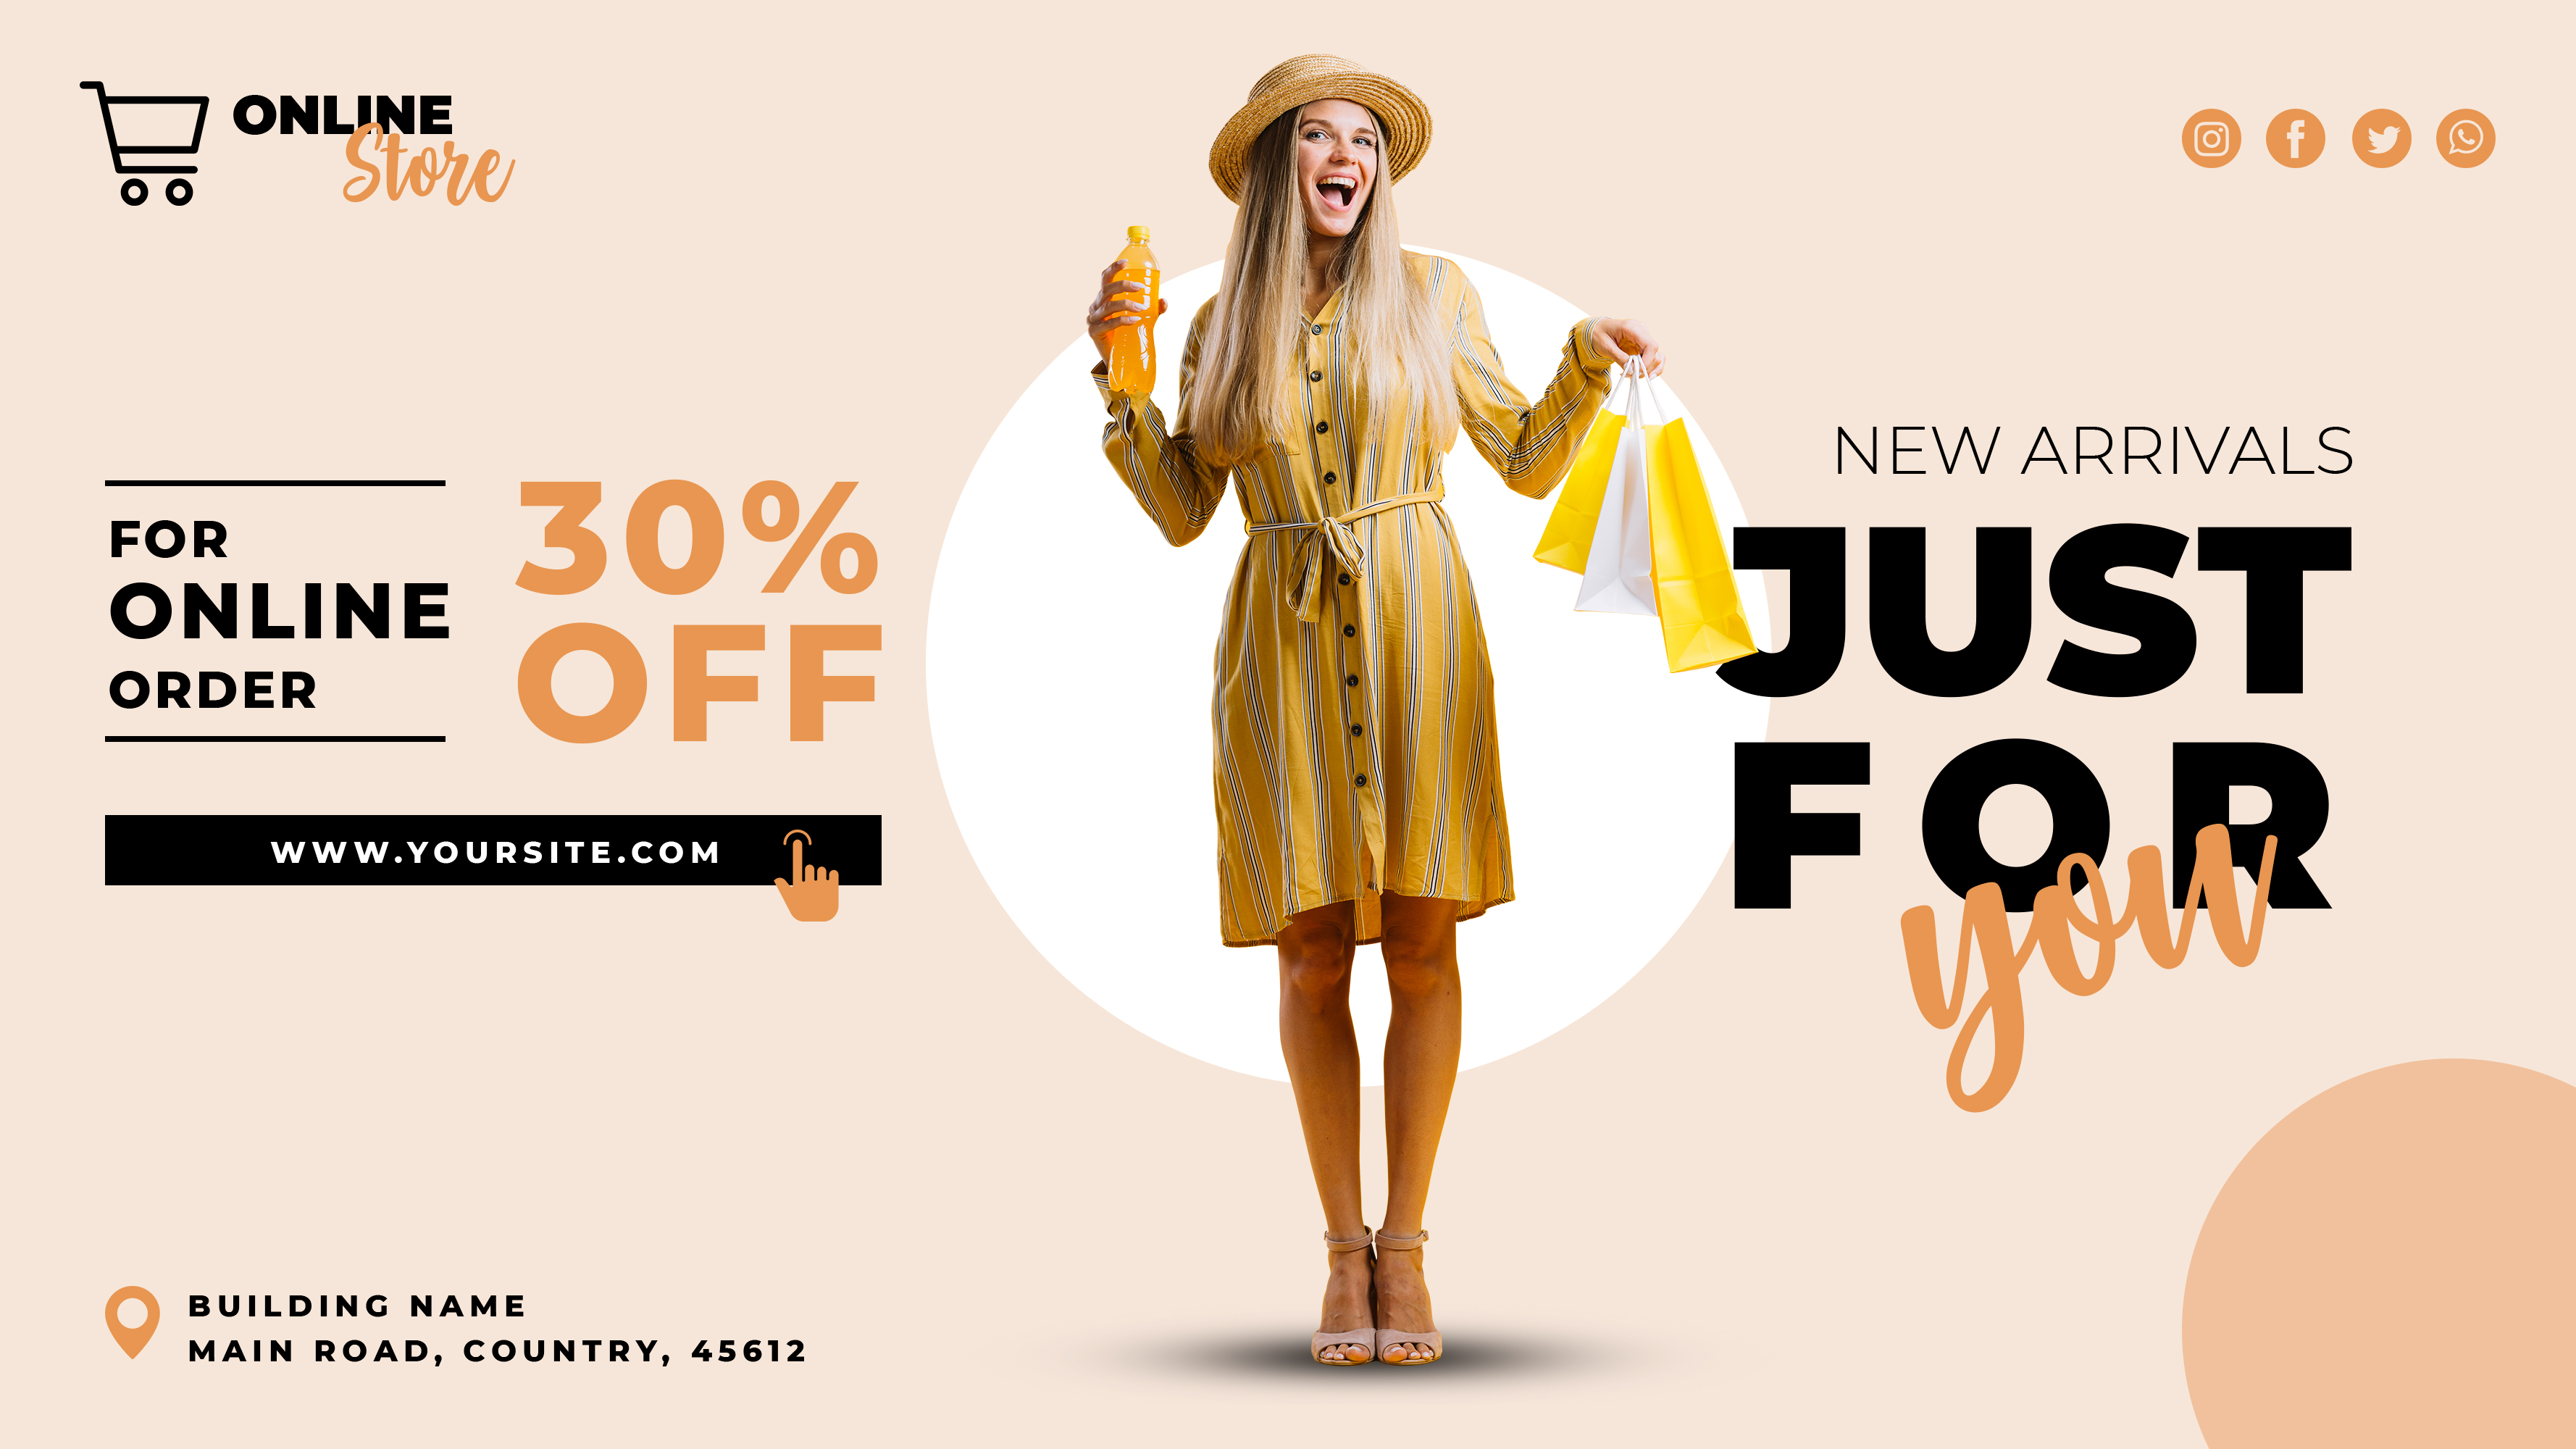 ONLINE
Store
FOR
ONLINE
ORDER
30%
OFF
WWW.YOURSITE.COM
NEW ARRIVALS
JUST
FOR
you
BUILDING NAME
MAIN ROAD, COUNTRY, 45612